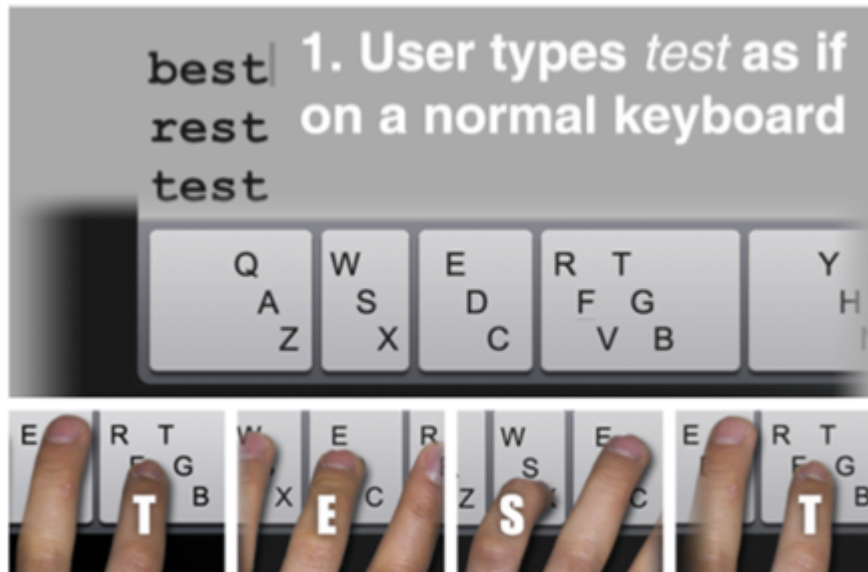 best
1. User types test as if
rest
on a normal keyboard
test
Q W E R T Y
A S D F G H
Z X C V B
E R T W E R W E E R T
G S G
B X C Z C B
T E S T